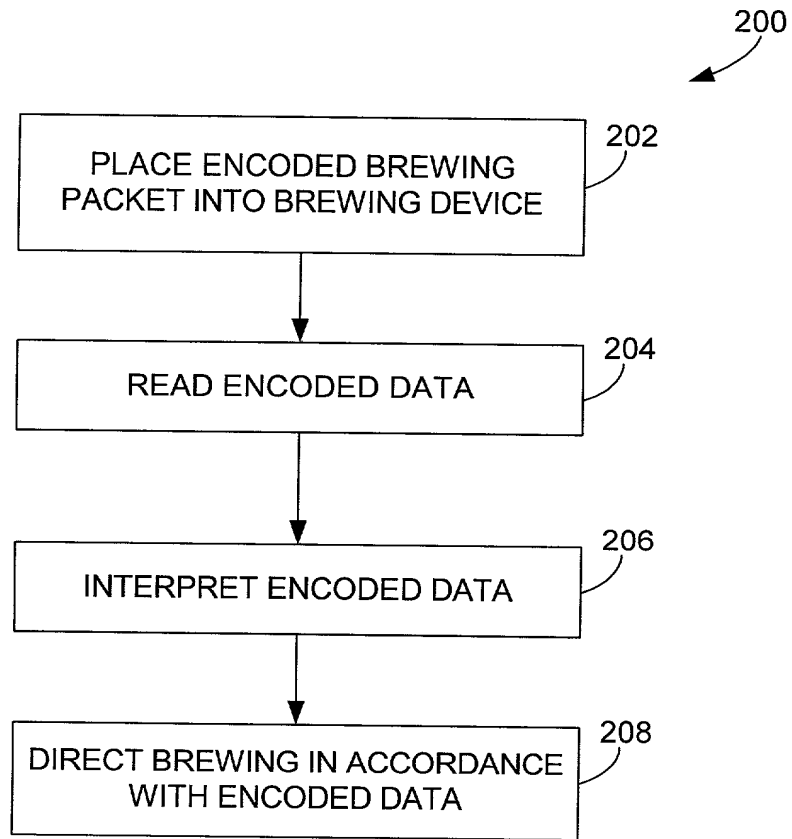 200
PLACE ENCODED BREWING
PACKET INTO BREWING DEVICE
202
READ ENCODED DATA
204
INTERPRET ENCODED DATA
206
DIRECT BREWING IN ACCORDANCE
WITH ENCODED DATA
208